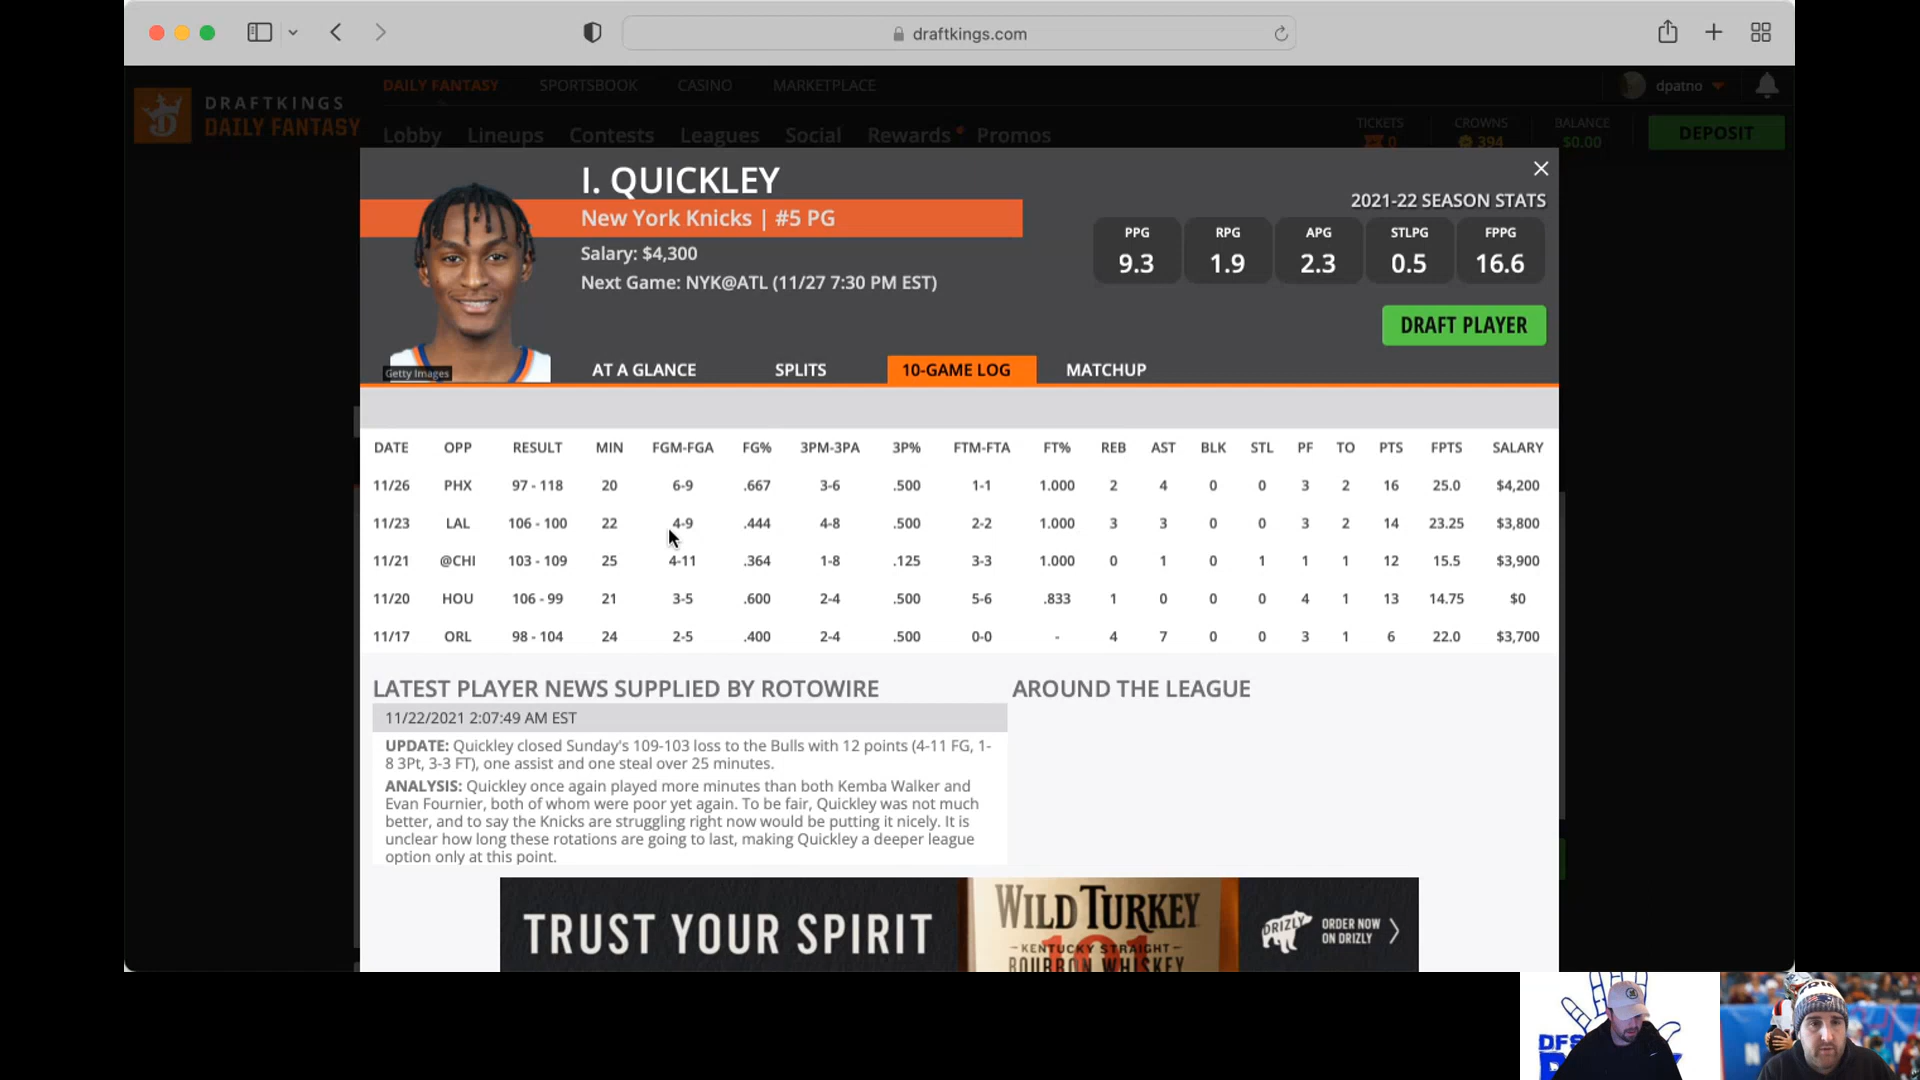 draftkings.com
DRAFTKINGS
DAILY FANTASY
DAILY FANTASY SPORTSBOOK CASINO MARKETPLACE
dpatno
Lobby Lineups Contests Leagues Social Rewards Promos
TICKETS CROWNS BALANCE
0 394 $0.00
DEPOSIT
I. QUICKLEY
New York Knicks | #5 PG
Salary: $4,300
Next Game: NYK@ATL (11/27 7:30 PM EST)
2021-22 SEASON STATS
PPG RPG APG STLPG FPPG
9.3 1.9 2.3 0.5 16.6
DRAFT PLAYER
Getty Images
AT A GLANCE SPLITS 10-GAME LOG MATCHUP
DATE OPP RESULT MIN FGM-FGA FG% 3PM-3PA 3P% FTM-FTA FT% REB AST BLK STL PF TO PTS FPTS SALARY
11/26 PHX 97 - 118 20 6-9 .667 3-6 .500 1-1 1.000 2 4 0 0 3 2 16 25.0 $4,200
11/23 LAL 106 - 100 22 4-9 .444 4-8 .500 2-2 1.000 3 3 0 0 3 2 14 23.25 $3,800
11/21 @CHI 103 - 109 25 4-11 .364 1-8 .125 3-3 1.000 0 1 0 1 1 1 12 15.5 $3,900
11/20 HOU 106 - 99 21 3-5 .600 2-4 .500 5-6 .833 1 0 0 0 4 1 13 14.75 $0
11/17 ORL 98 - 104 24 2-5 .400 2-4 .500 0-0 - 4 7 0 0 3 1 6 22.0 $3,700
LATEST PLAYER NEWS SUPPLIED BY ROTOWIRE
AROUND THE LEAGUE
11/22/2021 2:07:49 AM EST
UPDATE: Quickley closed Sunday's 109-103 loss to the Bulls with 12 points (4-11 FG, 1-
8 3Pt, 3-3 FT), one assist and one steal over 25 minutes.
ANALYSIS: Quickley once again played more minutes than both Kemba Walker and
Evan Fournier, both of whom were poor yet again. To be fair, Quickley was not much
better, and to say the Knicks are struggling right now would be putting it nicely. It is
unclear how long these rotations are going to last, making Quickley a deeper league
option only at this point.
TRUST YOUR SPIRIT
WILD TURKEY
KENTUCKY STRAIGHT
101
BOURBON WHISKEY
DRIZLY
ORDER NOW
ON DRIZLY
DFS